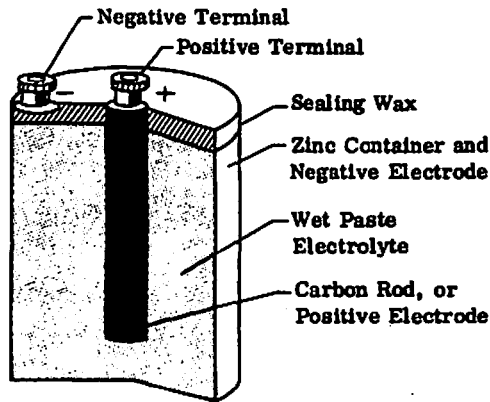 Negative Terminal
Positive Terminal
−
+
Sealing Wax
Zinc Container and
Negative Electrode
Wet Paste
Electrolyte
Carbon Rod, or
Positive Electrode